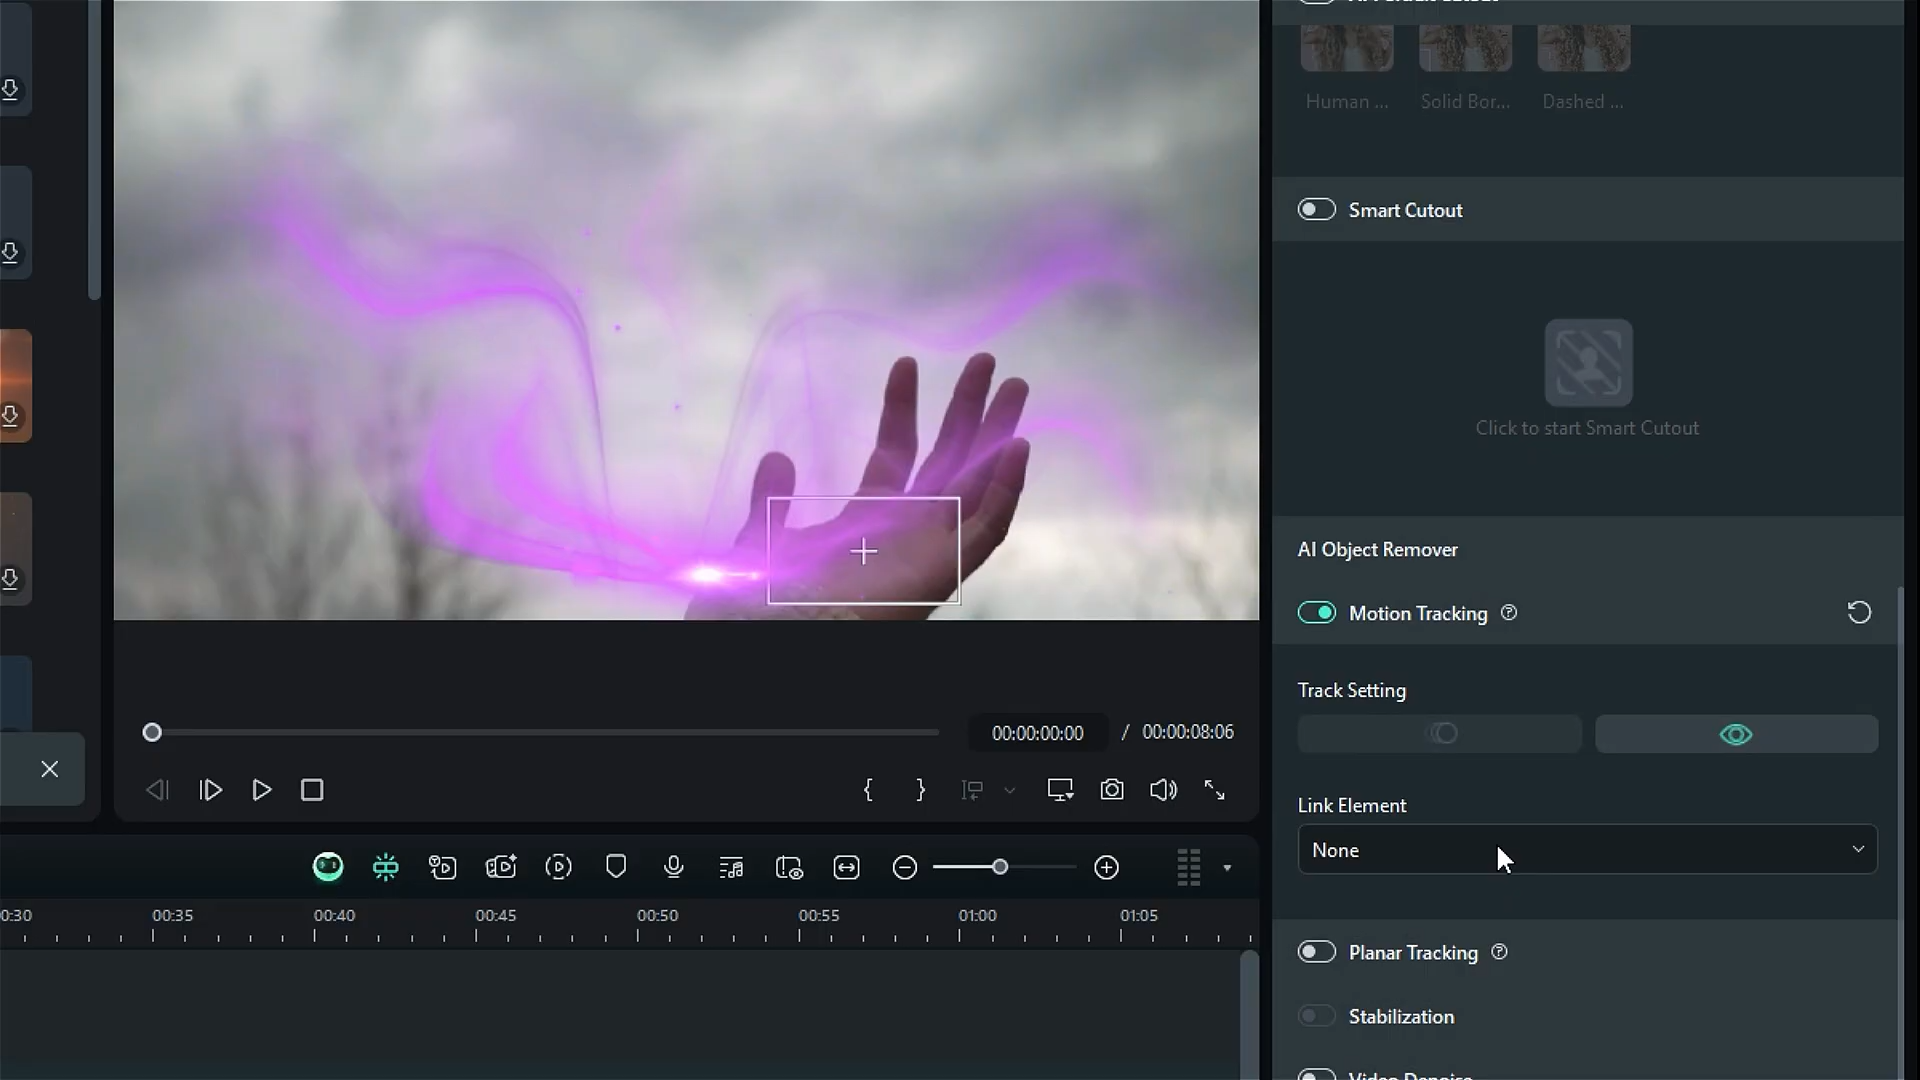 Human ...
Solid Bor...
Dashed ...
Smart Cutout
Click to start Smart Cutout
AI Object Remover
Motion Tracking
Track Setting
00:00:00:00 / 00:00:08:06
Link Element
None
0:30 00:35 00:40 00:45 00:50 00:55 01:00 01:05
Planar Tracking
Stabilization
Video Denoise